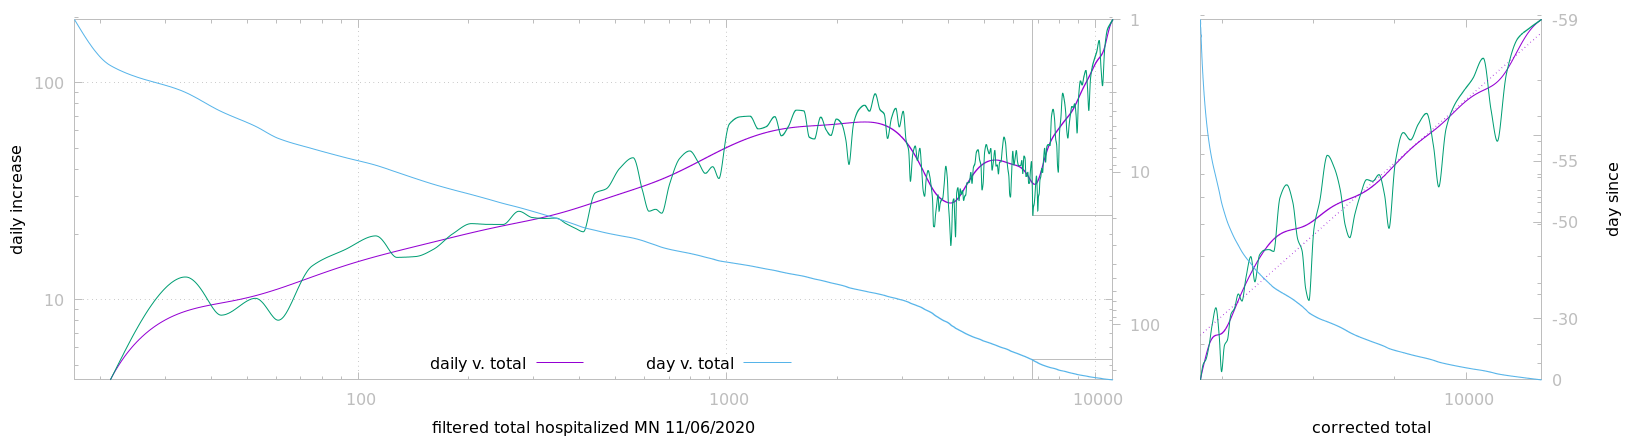 1
-59
100
daily increase
10
-55
-50
day since
10
100
-30
daily v. total
day v. total
0
100
1000
10000
10000
filtered total hospitalized MN 11/06/2020
corrected total